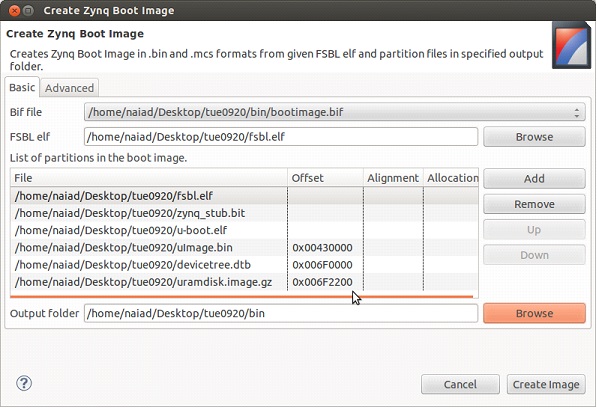 Create Zynq Boot Image
Create Zynq Boot Image
Creates Zynq Boot Image in .bin and .mcs formats from given FSBL elf and partition files in specified output
folder.
Basic Advanced
Bif file /home/naiad/Desktop/tue0920/bin/bootimage.bif
FSBL elf /home/naiad/Desktop/tue0920/fsbl.elf Browse
List of partitions in the boot image.
File Offset Alignment Allocation Add
/home/naiad/Desktop/tue0920/fsbl.elf
/home/naiad/Desktop/tue0920/zynq_stub.bit Remove
/home/naiad/Desktop/tue0920/u-boot.elf Up
/home/naiad/Desktop/tue0920/uImage.bin 0x00430000
/home/naiad/Desktop/tue0920/devicetree.dtb 0x006F0000 Down
/home/naiad/Desktop/tue0920/uramdisk.image.gz 0x006F2200
Output folder /home/naiad/Desktop/tue0920/bin Browse
? Cancel Create Image